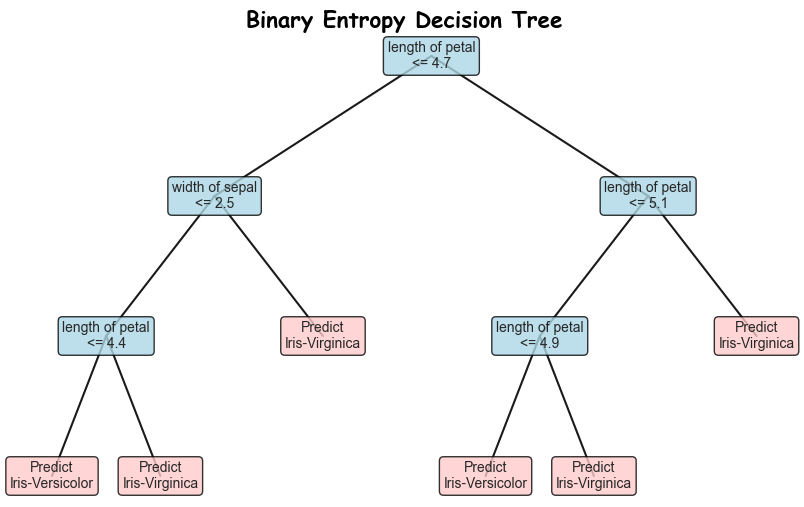 Binary Entropy Decision Tree
length of petal
<= 4.7
width of sepal
<= 2.5
length of petal
<= 5.1
length of petal
<= 4.4
Predict
Iris-Virginica
length of petal
<= 4.9
Predict
Iris-Virginica
Predict
Iris-Versicolor
Predict
Iris-Virginica
Predict
Iris-Versicolor
Predict
Iris-Virginica